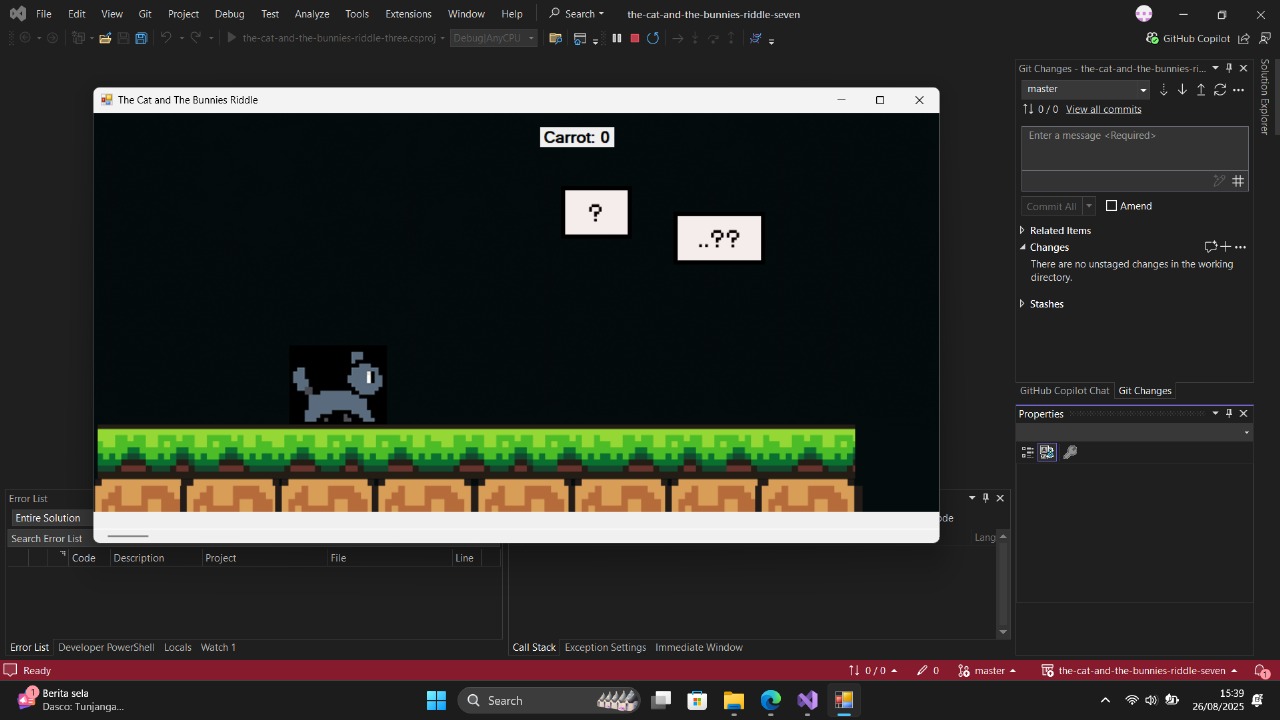 File Edit View Git Project Debug Test Analyze Tools Extensions Window Help Search the-cat-and-the-bunnies-riddle-seven
the-cat-and-the-bunnies-riddle-three.csproj Debug|AnyCPU GitHub Copilot
Git Changes - the-cat-and-the-bunnies-ri...
master
0 / 0 View all commits
Enter a message <Required>
Commit All Amend
Related Items
Changes
There are no unstaged changes in the working
directory.
Stashes
GitHub Copilot Chat Git Changes
Properties
Solution Explorer
The Cat and The Bunnies Riddle
Carrot: 0
?
..??
Error List
Entire Solution
ode
Search Error List
Lang
Code Description Project File Line
Error List Developer PowerShell Locals Watch 1
Call Stack Exception Settings Immediate Window
Ready 0 / 0 0 master the-cat-and-the-bunnies-riddle-seven 1
1 Berita sela
Dasco: Tunjanga...
Search
15:39
26/08/2025